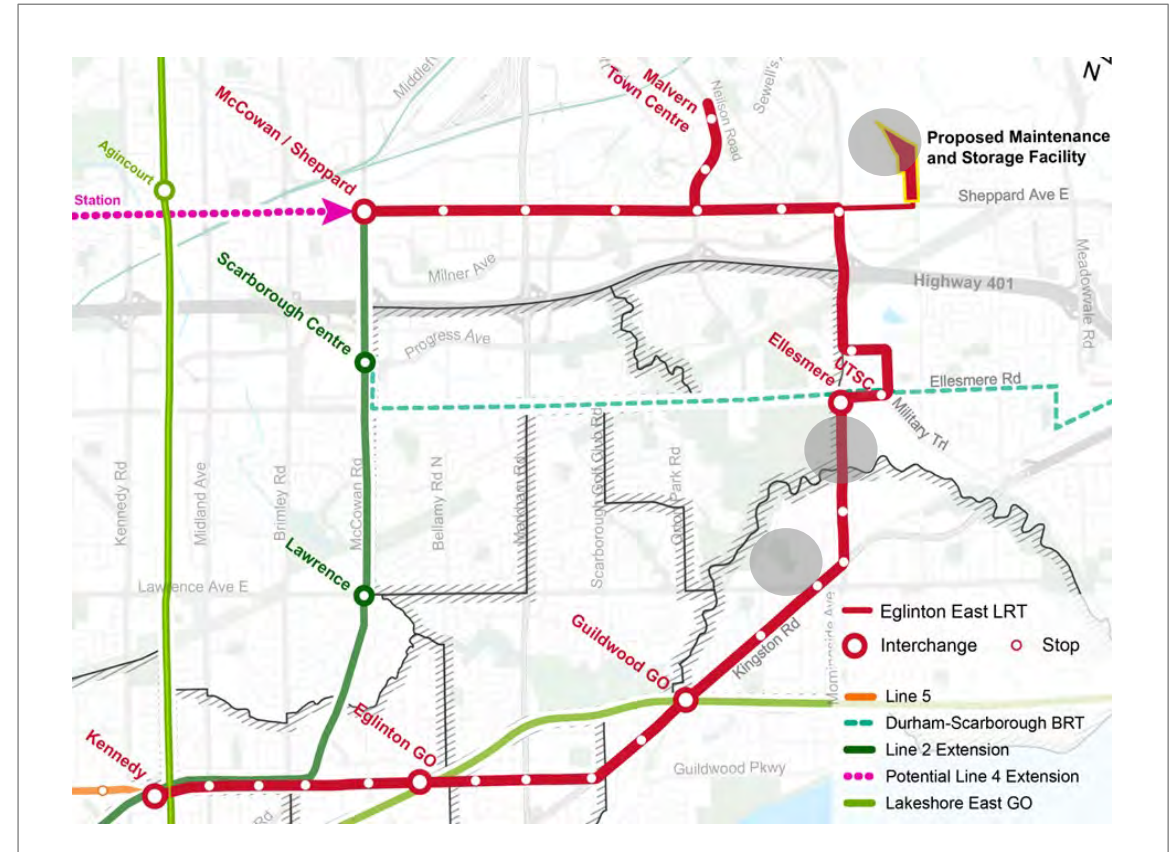 N
Middlef
Malvern
Town Centre
Neilson Road
Sewell's
McCowan / Sheppard
Agincourt
Proposed Maintenance
and Storage Facility
Station
Sheppard Ave E
Milner Ave
Highway 401
Meadowvale Rd
Scarborough Centre
Progress Ave
Ellesmere
UTSC
Ellesmere Rd
Military Trl
Kennedy Rd
Midland Ave
Brimley Rd
McCowan Rd
Bellamy Rd N
Markham Rd
Scarborough Golf Club Rd
Orton Park Rd
Lawrence
Lawrence Ave E
Guildwood GO
Kingston Rd
Morningside Ave
Eglinton East LRT
Interchange
Stop
Line 5
Durham-Scarborough BRT
Line 2 Extension
Potential Line 4 Extension
Lakeshore East GO
Kennedy
Eglinton GO
Guildwood Pkwy
Rd